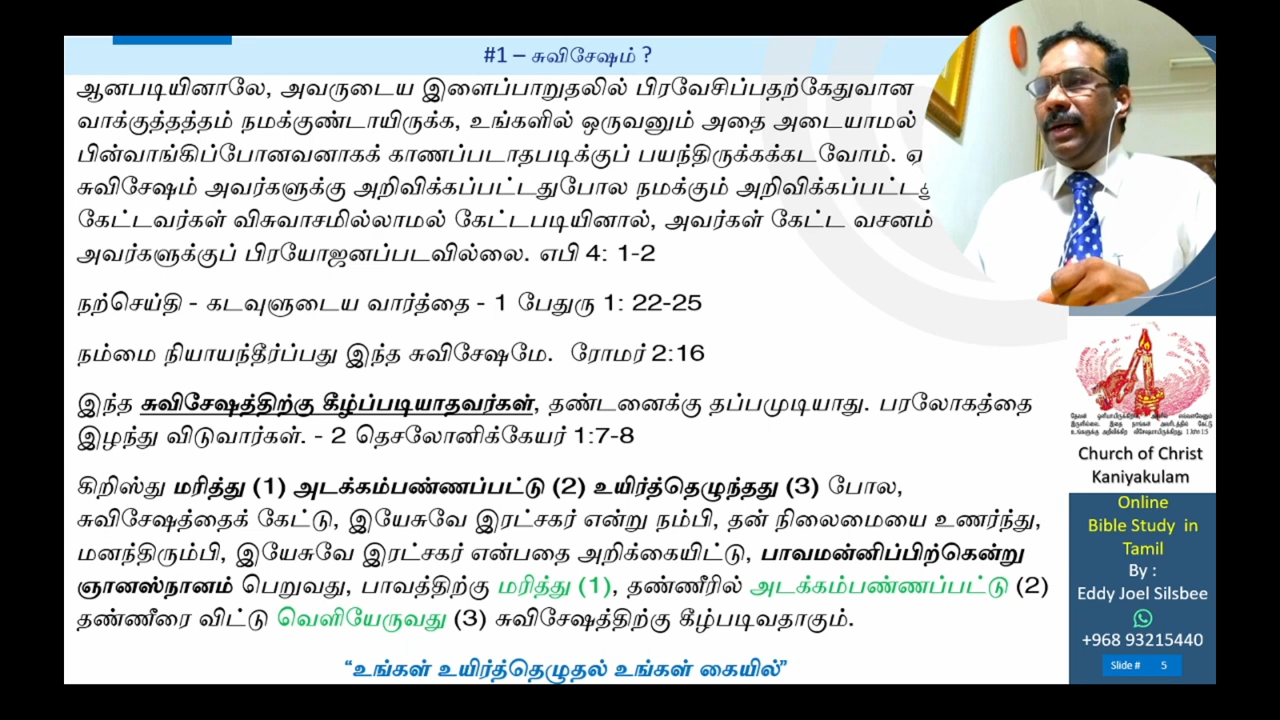 #1 – சுவிசேஷம் ?
ஆனபடியினாலே, அவருடைய இளைப்பாறுதலில் பிரவேசிப்பதற்கேதுவான
வாக்குத்தத்தம் நமக்குண்டாயிருக்க, உங்களில் ஒருவனும் அதை அடையாமல்
பின்வாங்கிப்போனவனாகக் காணப்படாதபடிக்குப் பயந்திருக்கக்கடவோம்.
சுவிசேஷம் அவர்களுக்கு அறிவிக்கப்பட்டதுபோல நமக்கும்
கேட்டவர்கள் விசுவாசமில்லாமல் கேட்டபடியினால், அவர்கள் கேட்ட வசனம்
அவர்களுக்குப் பிரயோஜனப்படவில்லை. எபி 4: 1-2
நற்செய்தி - கடவுளுடைய வார்த்தை - 1 பேதுரு 1: 22-25
நம்மை நியாயந்தீர்ப்பது இந்த சுவிசேஷமே. ரோமர் 2:16
இந்த சுவிசேஷத்திற்கு கீழ்ப்படியாதவர்கள், தண்டனைக்கு தப்பமுடியாது. பரலோகத்தை
இழந்து விடுவார்கள். - 2 தெசலோனிக்கேயர் 1:7-8
கிறிஸ்து மரித்து (1) அடக்கம்பண்ணப்பட்டு (2) உயிர்த்தெழுந்தது (3) போல,
சுவிசேஷத்தைக் கேட்டு, இயேசுவே இரட்சகர் என்று நம்பி, தன் நிலைமையை உணர்ந்து,
மனந்திரும்பி, இயேசுவே இரட்சகர் என்பதை அறிக்கையிட்டு, பாவமன்னிப்பிற்கென்று
ஞானஸ்நானம் பெறுவது, பாவத்திற்கு மரித்து (1), தண்ணீரில் அடக்கம்பண்ணப்பட்டு (2)
தண்ணீரை விட்டு வெளியேருவது (3) சுவிசேஷத்திற்கு கீழ்படிவதாகும்.
“உங்கள் உயிர்த்தெழுதல் உங்கள் கையில்”
Church of Christ
Kaniyakulam
Online
Bible Study in
Tamil
By :
Eddy Joel Silsbee
+968 93215440
Slide # 5